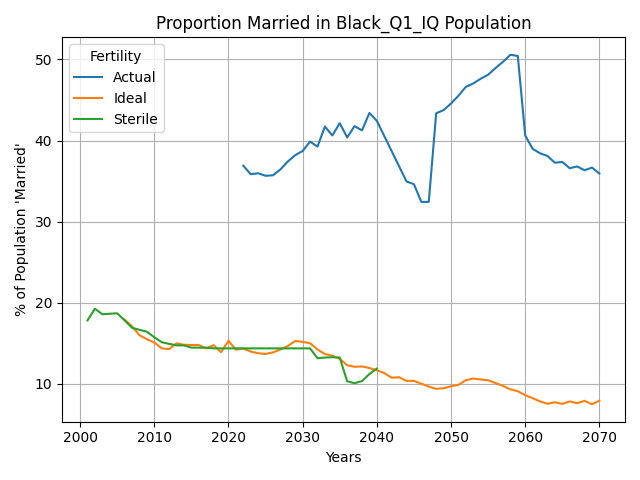 Proportion Married in Black_Q1_IQ Population
Fertility
Actual
Ideal
Sterile
% of Population 'Married'
50
40
30
20
10
2000 2010 2020 2030 2040 2050 2060 2070
Years